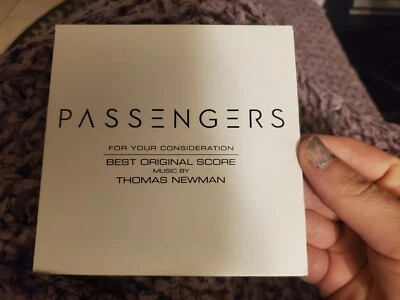 PASSENGERS
FOR YOUR CONSIDERATION
BEST ORIGINAL SCORE
MUSIC BY
THOMAS NEWMAN